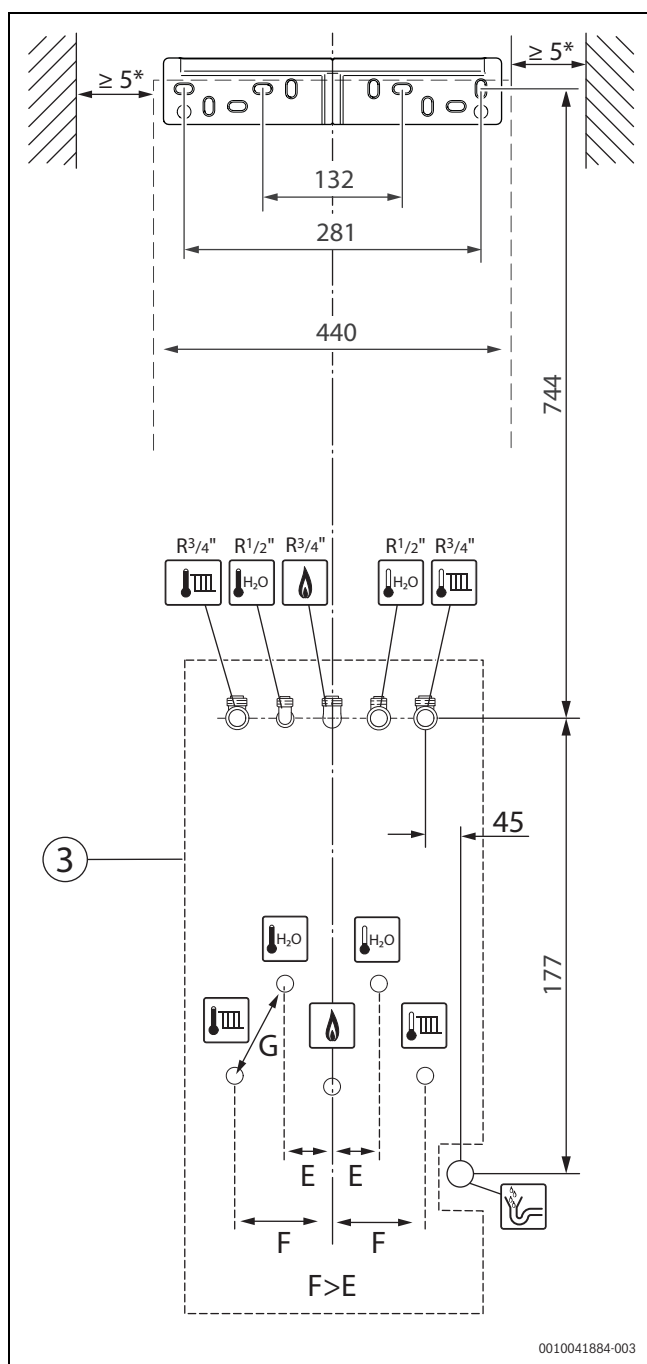 ≥ 5*
≥ 5*
132
281
440
744
R3/4" R1/2" R3/4" R1/2" R3/4"
H₂O
H₂O
3
45
H₂O
H₂O
177
G
E E
F F
F>E
0010041884-003